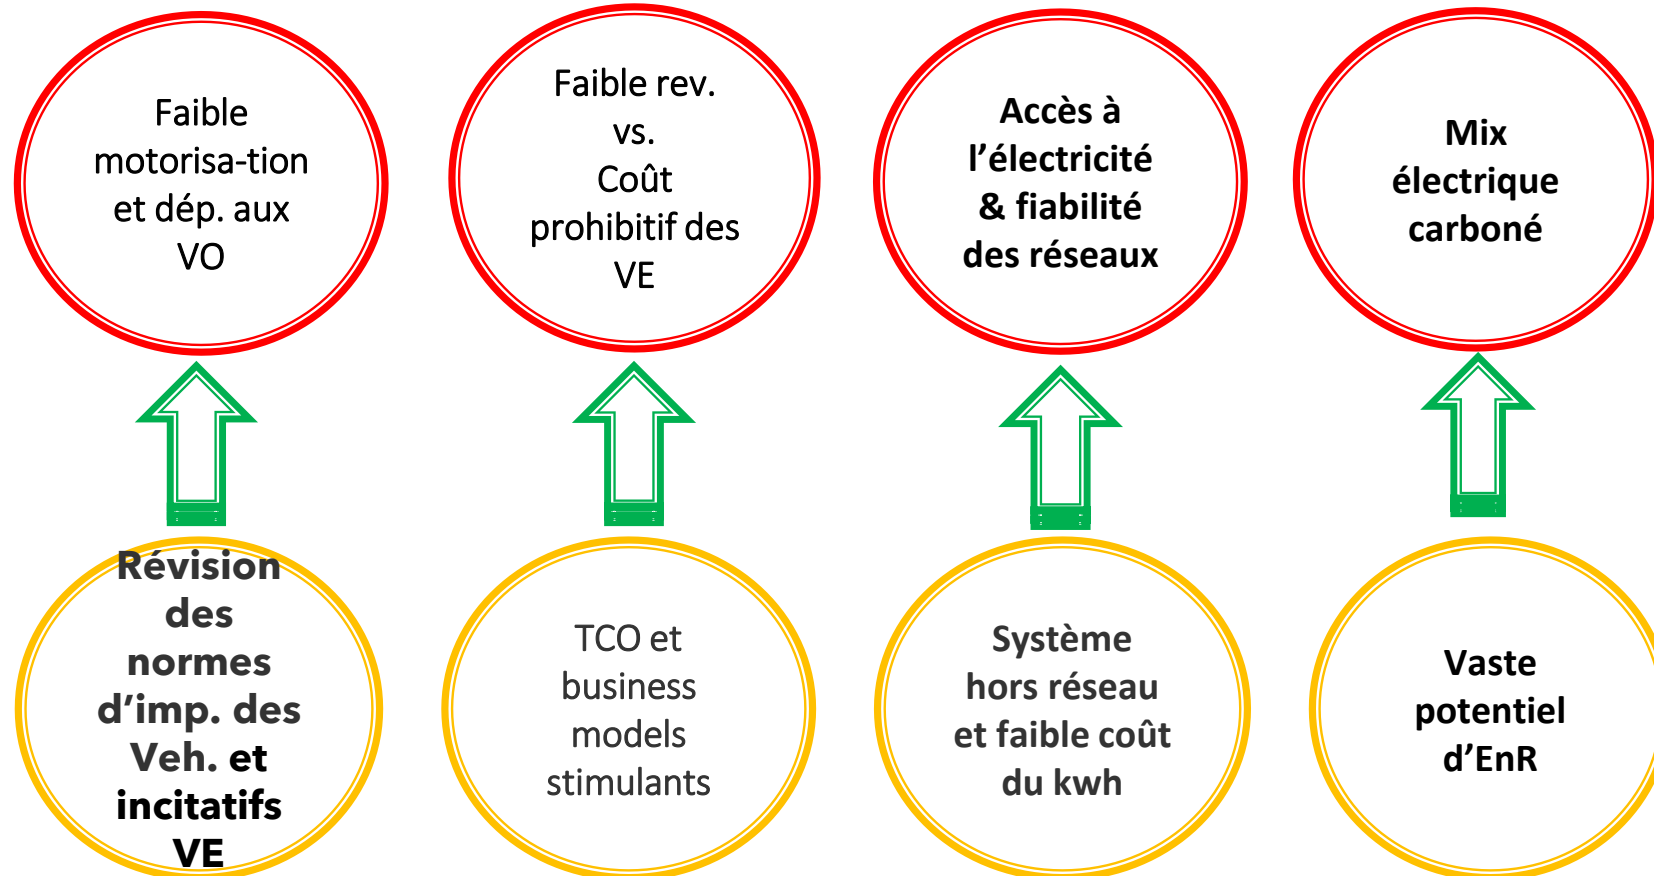 Faible
motorisa-tion
et dép. aux
VO
Faible rev.
vs.
Coût
prohibitif des
VE
Accès à
l’électricité
& fiabilité
des réseaux
Mix
électrique
carboné
Révision
des
normes
d’imp. des
Veh. et
incitatifs
VE
TCO et
business
models
stimulants
Système
hors réseau
et faible coût
du kwh
Vaste
potentiel
d’EnR